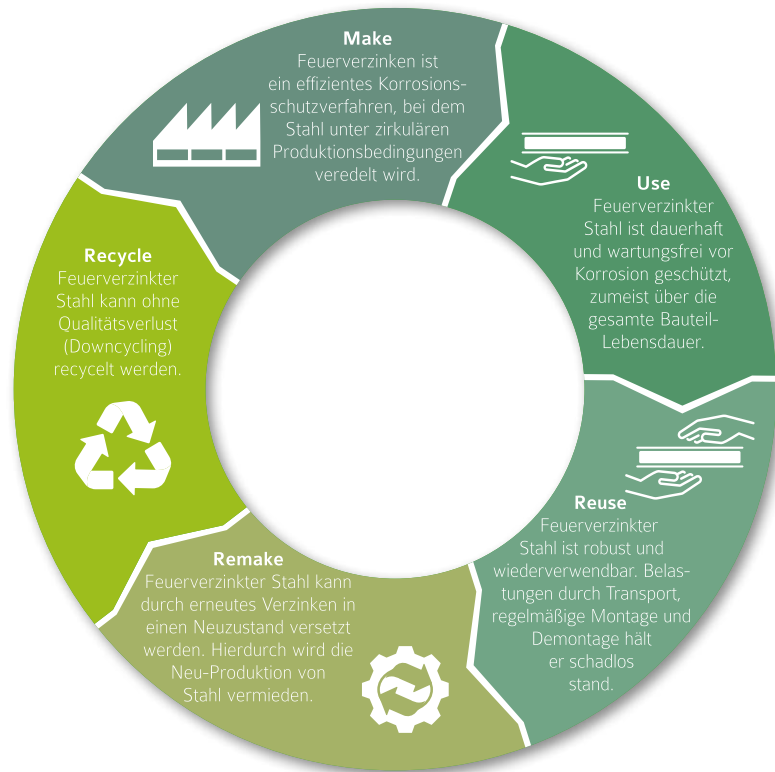 Make
Feuerverzinken ist
ein effizientes Korrosions-
schutzverfahren, bei dem
Stahl unter zirkulären
Produktionsbedingungen
veredelt wird.
Use
Feuerverzinkter
Stahl ist dauerhaft
und wartungsfrei vor
Korrosion geschützt,
zumeist über die
gesamte Bauteil-
Lebensdauer.
Reuse
Feuerverzinkter
Stahl ist robust und
wiederverwendbar. Belas-
tungen durch Transport,
regelmäßige Montage und
Demontage hält
er schadlos
stand.
Remake
Feuerverzinkter Stahl kann
durch erneutes Verzinken in
einen Neuzustand versetzt
werden. Hierdurch wird die
Neu-Produktion von
Stahl vermieden.
Recycle
Feuerverzinkter
Stahl kann ohne
Qualitätsverlust
(Downcycling)
recycelt werden.